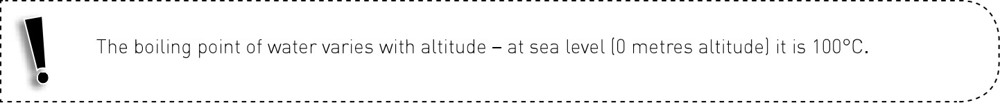 !
The boiling point of water varies with altitude – at sea level (0 metres altitude) it is 100°C.